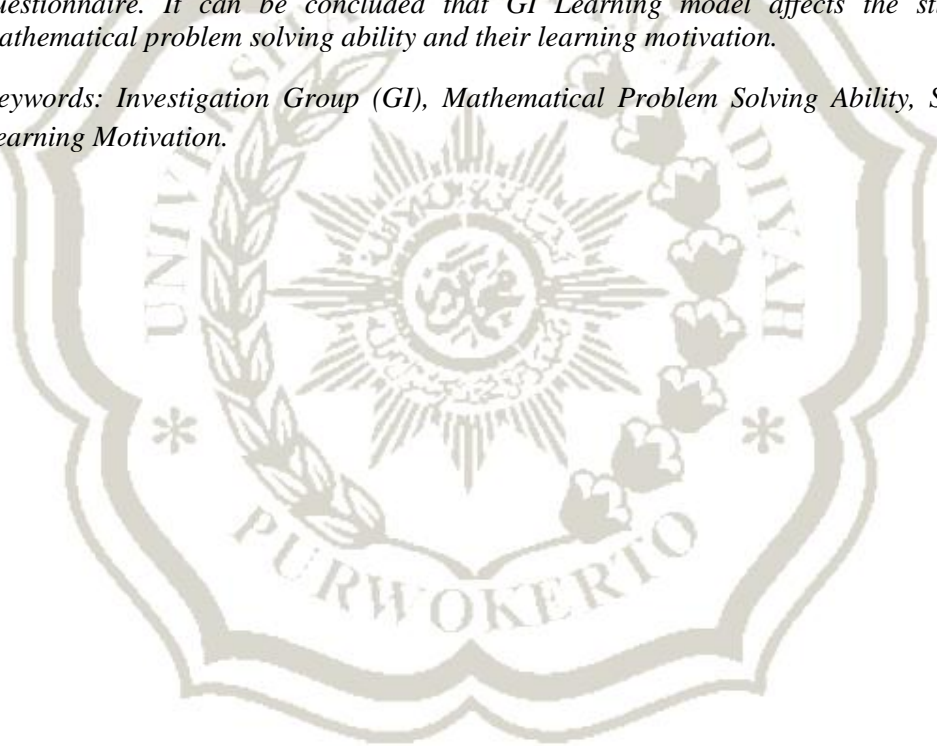 uestionnaire. It can be concluded that GI Learning model affects the stu
athematical problem solving ability and their learning motivation.
eywords: Investigation Group (GI), Mathematical Problem Solving Ability, S
earning Motivation.
PURWOKERTO